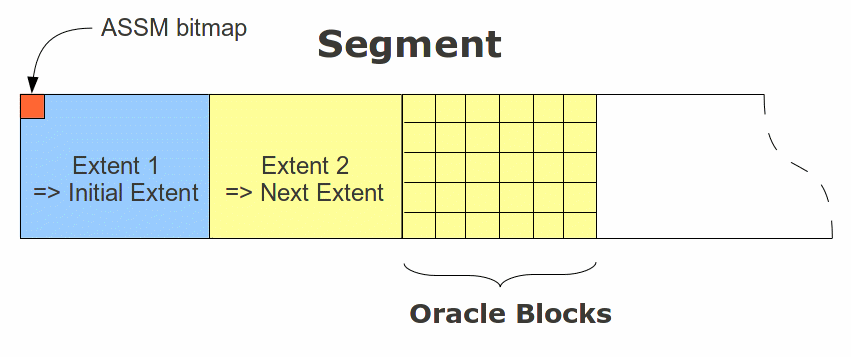 ASSM bitmap
Segment
Extent 1
=> Initial Extent
Extent 2
=> Next Extent
Oracle Blocks